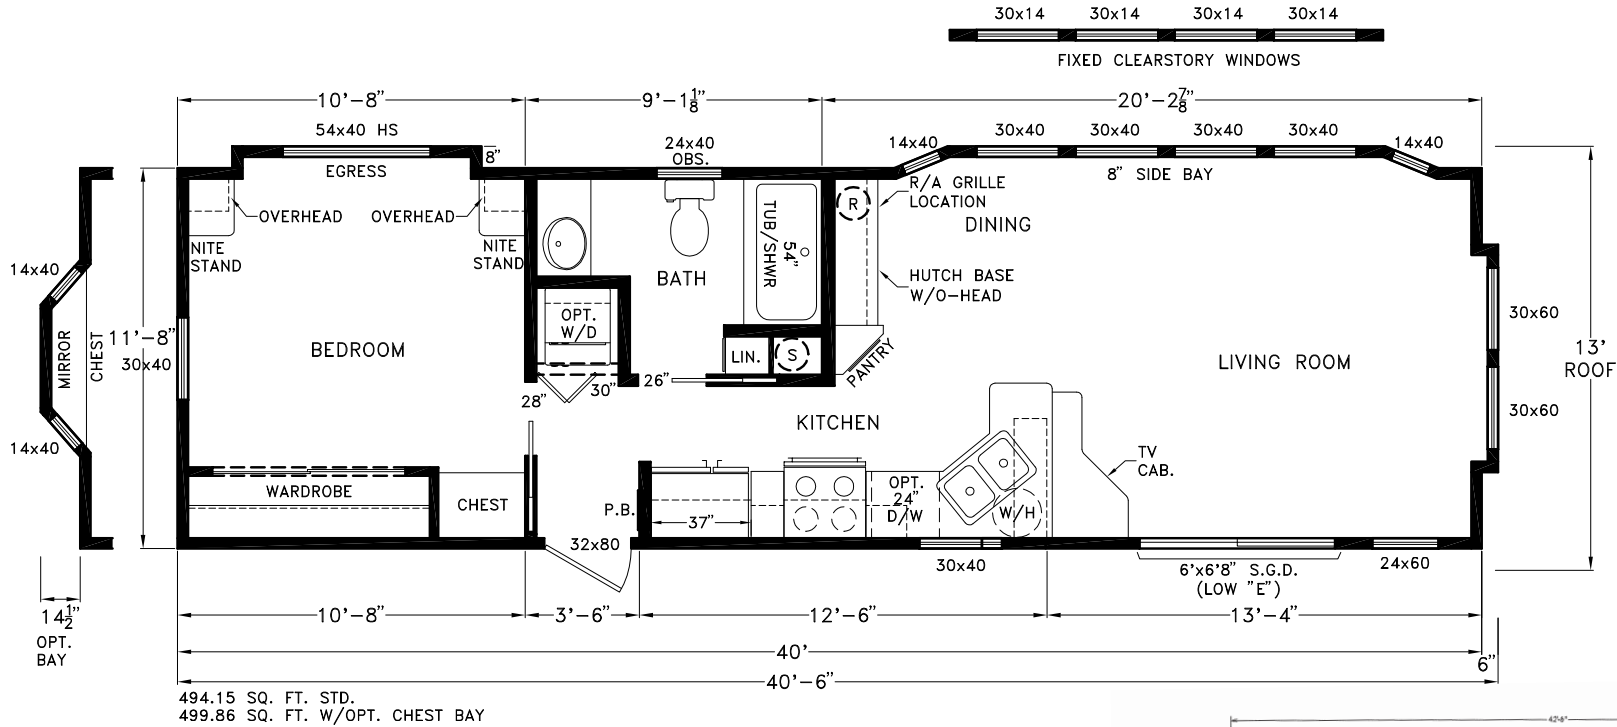 30x14 30x14 30x14 30x14
FIXED CLEARSTORY WINDOWS
10'-8" 9'-1 1/8" 20'-2 7/8"
54x40 HS
8"
EGRESS
24x40
OBS.
14x40 30x40 30x40 30x40 30x40 14x40
8" SIDE BAY
R/A GRILLE
LOCATION
R
DINING
OVERHEAD OVERHEAD
NITE
STAND
NITE
STAND
TUB/SHWR
54"
BATH
HUTCH BASE
W/O-HEAD
14x40
MIRROR
CHEST
11'-8"
30x40
14x40
BEDROOM
OPT.
W/D
LIN.
S
PANTRY
LIVING ROOM
30x60
13'
ROOF
30x60
28"
30"
26"
KITCHEN
TV
CAB.
WARDROBE
CHEST
P.B.
37"
OPT.
24"
D/W
W/H
32x80
30x40
6'x6'8" S.G.D.
(LOW "E")
24x60
14 1/2"
OPT.
BAY
10'-8" 3'-6" 12'-6" 13'-4"
40'
6"
40'-6"
494.15 SQ. FT. STD.
499.86 SQ. FT. W/OPT. CHEST BAY
42'-8"